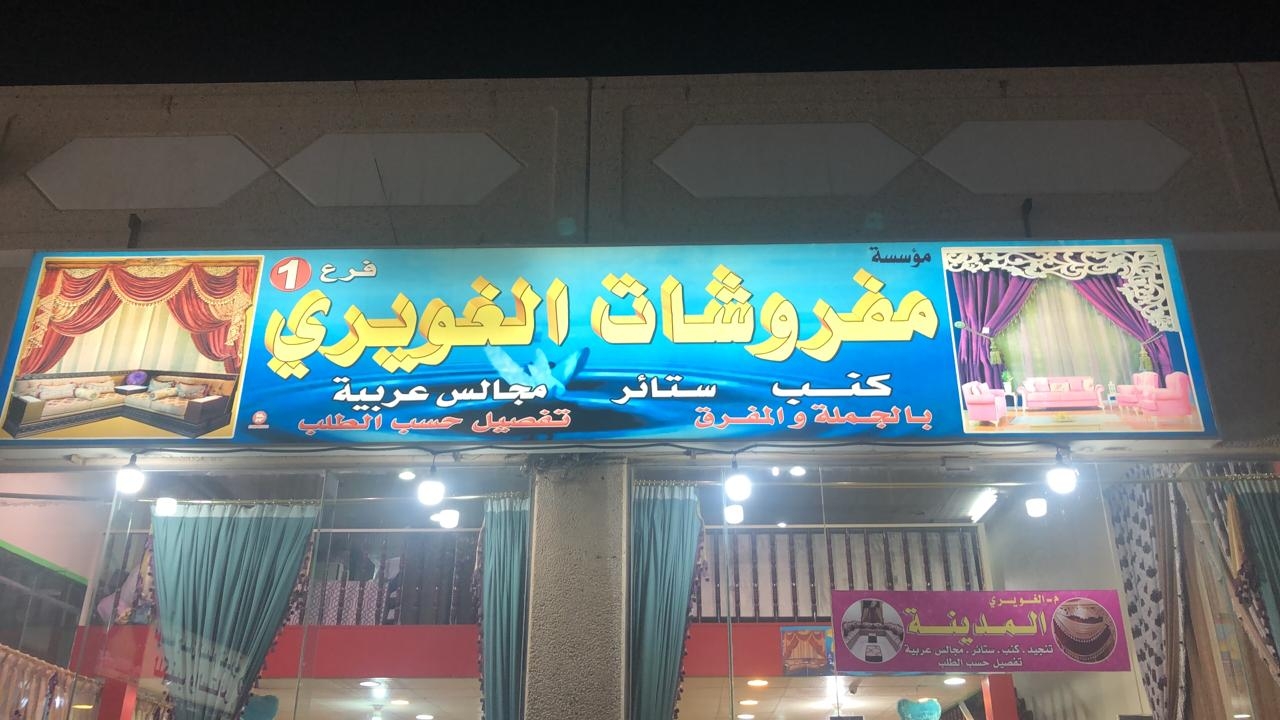 مؤسسة
مفروشات الغويري
فرع 1
كنب ستائر مجالس عربية
بالجملة والمفرق تفصيل حسب الطلب
م-الغويري
المدينة
تنجيد . كنب . ستائر . مجالس عربية
تفصيل حسب الطلب